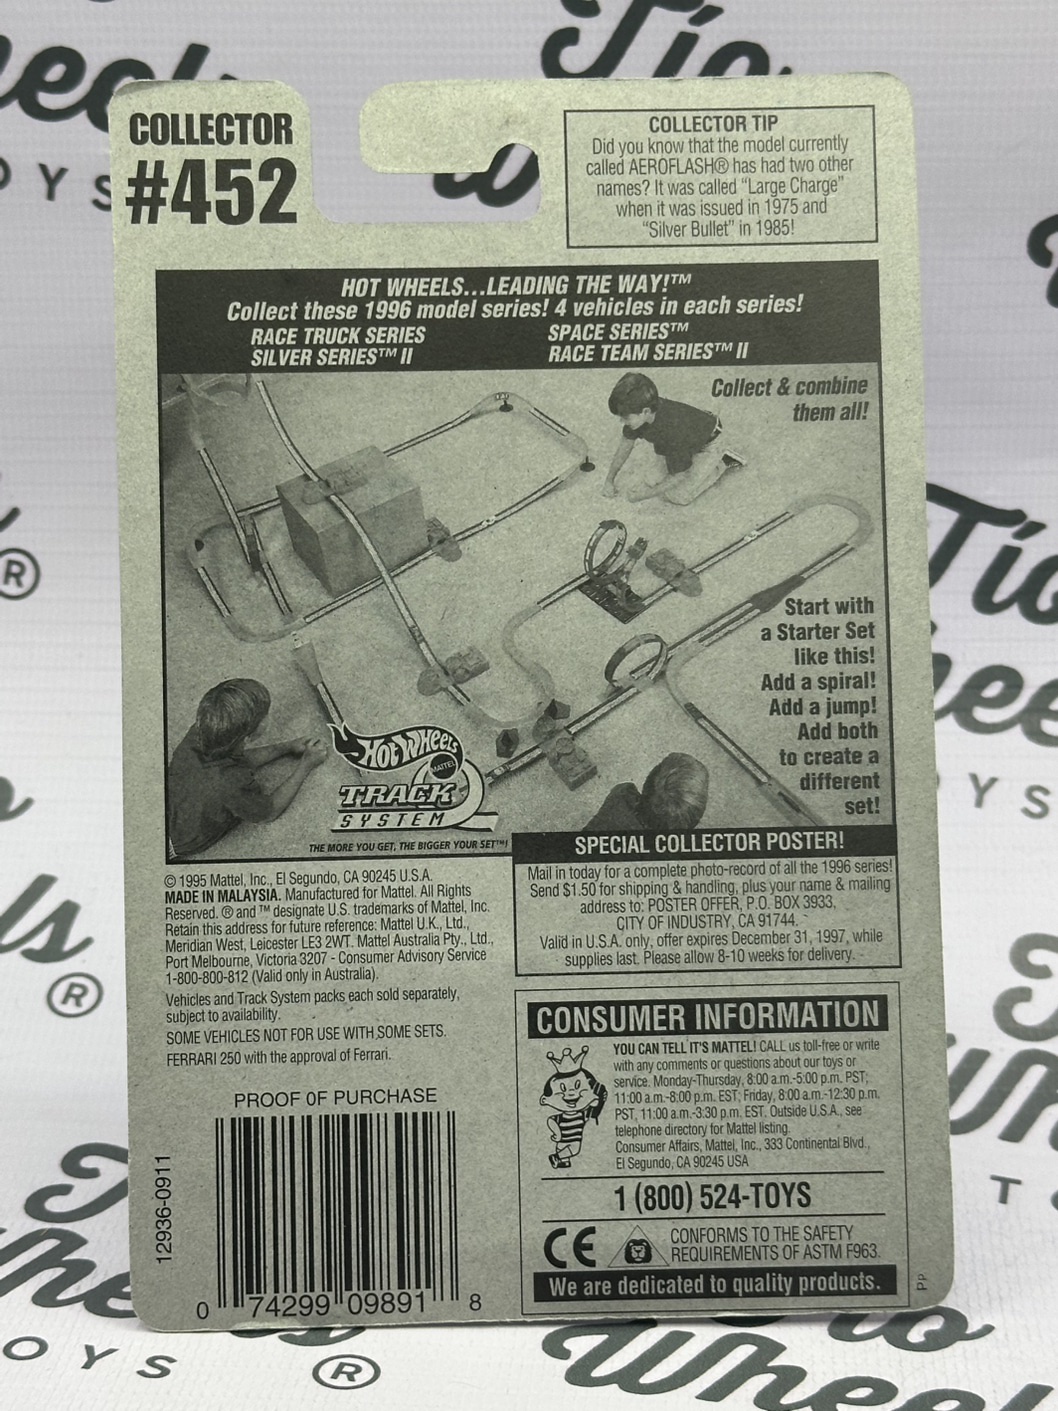 COLLECTOR
#452
COLLECTOR TIP
Did you know that the model currently
called AEROFLASH® has had two other
names? It was called "Large Charge"
when it was issued in 1975 and
"Silver Bullet" in 1985!
HOT WHEELS...LEADING THE WAY!™
Collect these 1996 model series! 4 vehicles in each series!
RACE TRUCK SERIES
SILVER SERIES™ II
SPACE SERIES™
RACE TEAM SERIES™ II
Collect & combine
them all!
Start with
a Starter Set
like this!
Add a spiral!
Add a jump!
Add both
to create a
different
set!
Hot Wheels
MATTEL
TRACK
SYSTEM
THE MORE YOU GET, THE BIGGER YOUR SET™!
SPECIAL COLLECTOR POSTER!
Mail in today for a complete photo-record of all the 1996 series!
Send $1.50 for shipping & handling, plus your name & mailing
address to: POSTER OFFER, P.O. BOX 3933,
CITY OF INDUSTRY, CA 91744.
Valid in U.S.A. only, offer expires December 31, 1997, while
supplies last. Please allow 8-10 weeks for delivery.
© 1995 Mattel, Inc., El Segundo, CA 90245 U.S.A.
MADE IN MALAYSIA. Manufactured for Mattel. All Rights
Reserved. ® and ™ designate U.S. trademarks of Mattel, Inc.
Retain this address for future reference: Mattel U.K., Ltd.,
Meridian West, Leicester LE3 2WT. Mattel Australia Pty., Ltd.,
Port Melbourne, Victoria 3207 - Consumer Advisory Service
1-800-800-812 (Valid only in Australia).
Vehicles and Track System packs each sold separately,
subject to availability.
SOME VEHICLES NOT FOR USE WITH SOME SETS.
FERRARI 250 with the approval of Ferrari.
PROOF OF PURCHASE
12936-0911
0 74299 09891 8
CONSUMER INFORMATION
YOU CAN TELL IT'S MATTEL! CALL us toll-free or write
with any comments or questions about our toys or
service. Monday-Thursday, 8:00 a.m.-5:00 p.m. PST;
11:00 a.m.-8:00 p.m. EST; Friday, 8:00 a.m.-12:30 p.m.
PST, 11:00 a.m.-3:30 p.m. EST. Outside U.S.A., see
telephone directory for Mattel listing.
Consumer Affairs, Mattel, Inc., 333 Continental Blvd.,
El Segundo, CA 90245 USA
1 (800) 524-TOYS
CE
CONFORMS TO THE SAFETY
REQUIREMENTS OF ASTM F963.
We are dedicated to quality products.
PP